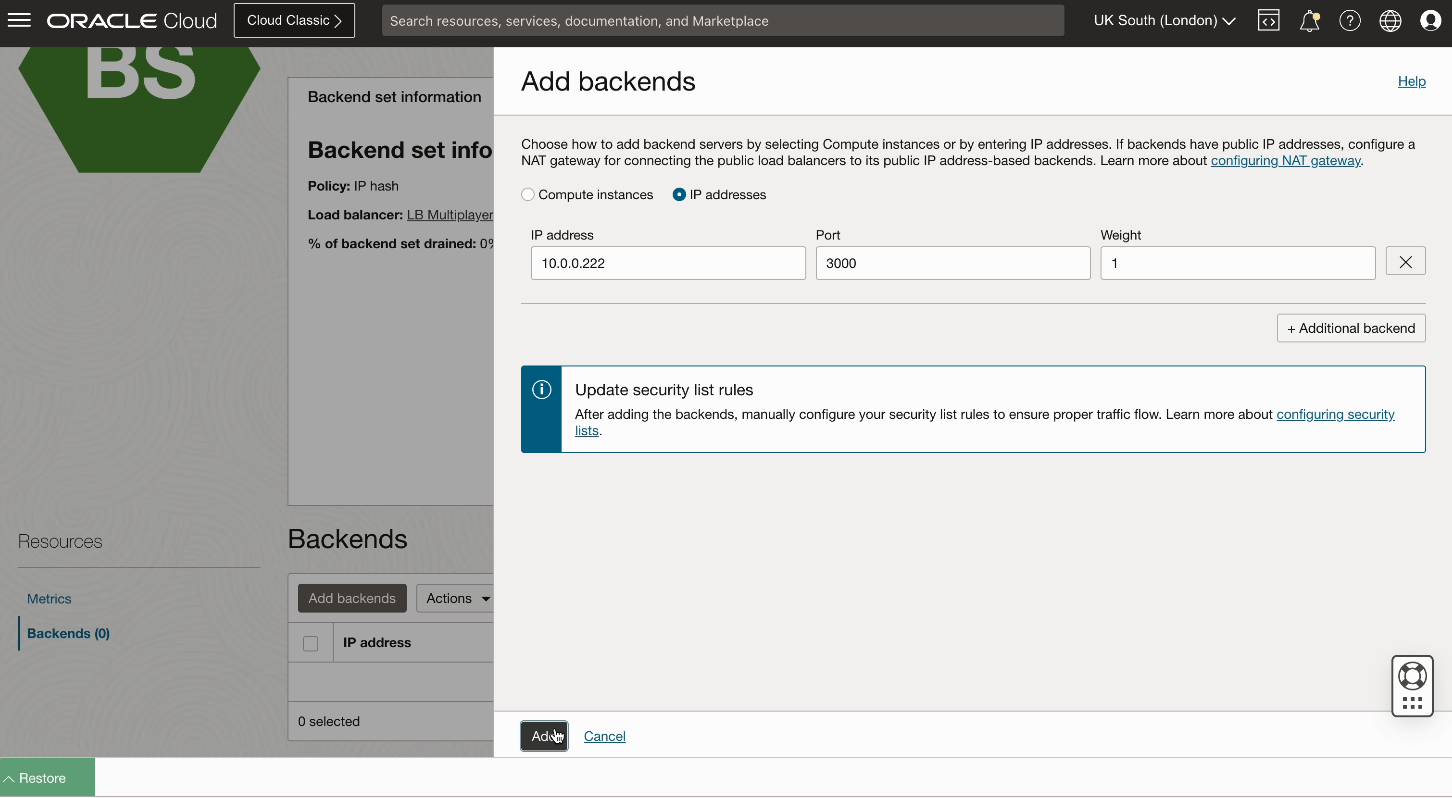 ORACLE Cloud
Cloud Classic
Search resources, services, documentation, and Marketplace
UK South (London)
BS
Backend set information
Backend set info
Policy: IP hash
Load balancer: LB Multiplayer
% of backend set drained: 0%
Resources
Metrics
Backends (0)
Backends
Add backends
Actions
IP address
0 selected
Add backends
Help
Choose how to add backend servers by selecting Compute instances or by entering IP addresses. If backends have public IP addresses, configure a
NAT gateway for connecting the public load balancers to its public IP address-based backends. Learn more about configuring NAT gateway.
Compute instances
IP addresses
IP address
Port
Weight
10.0.0.222
3000
1
+ Additional backend
Update security list rules
After adding the backends, manually configure your security list rules to ensure proper traffic flow. Learn more about configuring security
lists.
Add
Cancel
Restore